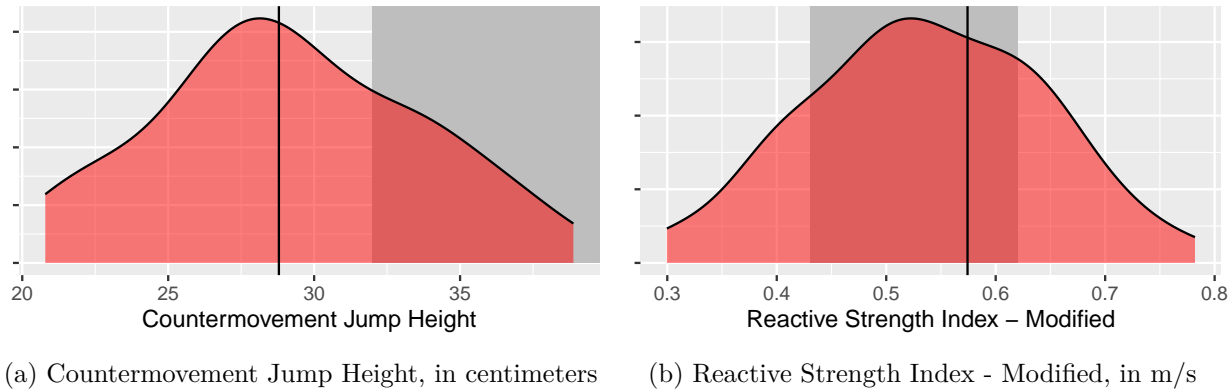 20 25 30 35
Countermovement Jump Height
(a) Countermovement Jump Height, in centimeters
0.3 0.4 0.5 0.6 0.7 0.8
Reactive Strength Index – Modified
(b) Reactive Strength Index - Modified, in m/s